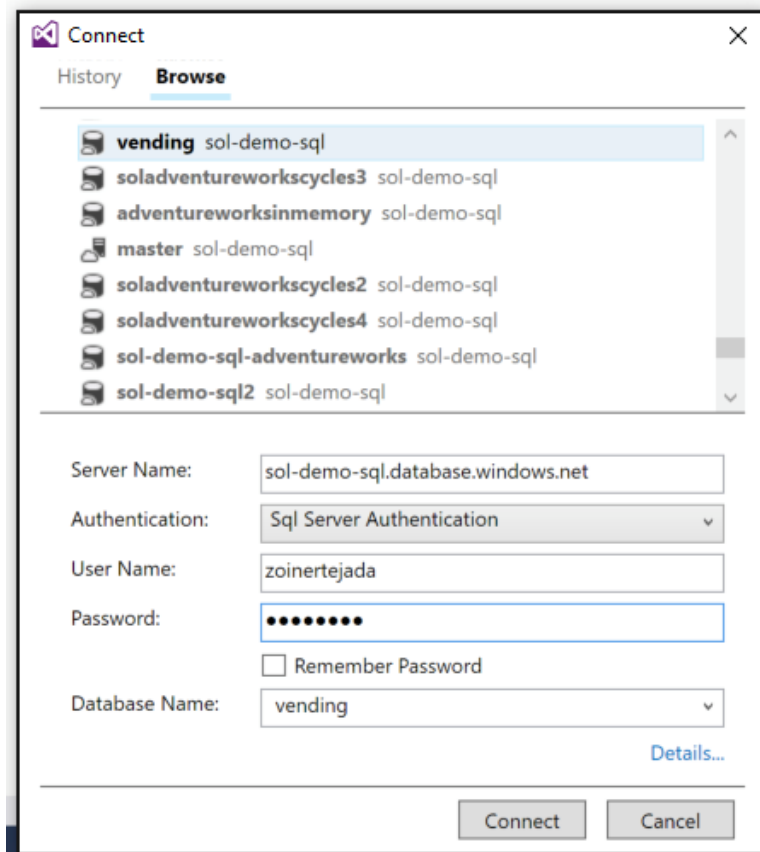 Connect
History Browse
vending sol-demo-sql
soladventureworkscycles3 sol-demo-sql
adventureworksinmemory sol-demo-sql
master sol-demo-sql
soladventureworkscycles2 sol-demo-sql
soladventureworkscycles4 sol-demo-sql
sol-demo-sql-adventureworks sol-demo-sql
sol-demo-sql2 sol-demo-sql
Server Name: sol-demo-sql.database.windows.net
Authentication: Sql Server Authentication
User Name: zoinertejada
Password: ●●●●●●●●
Remember Password
Database Name: vending
Details...
Connect Cancel